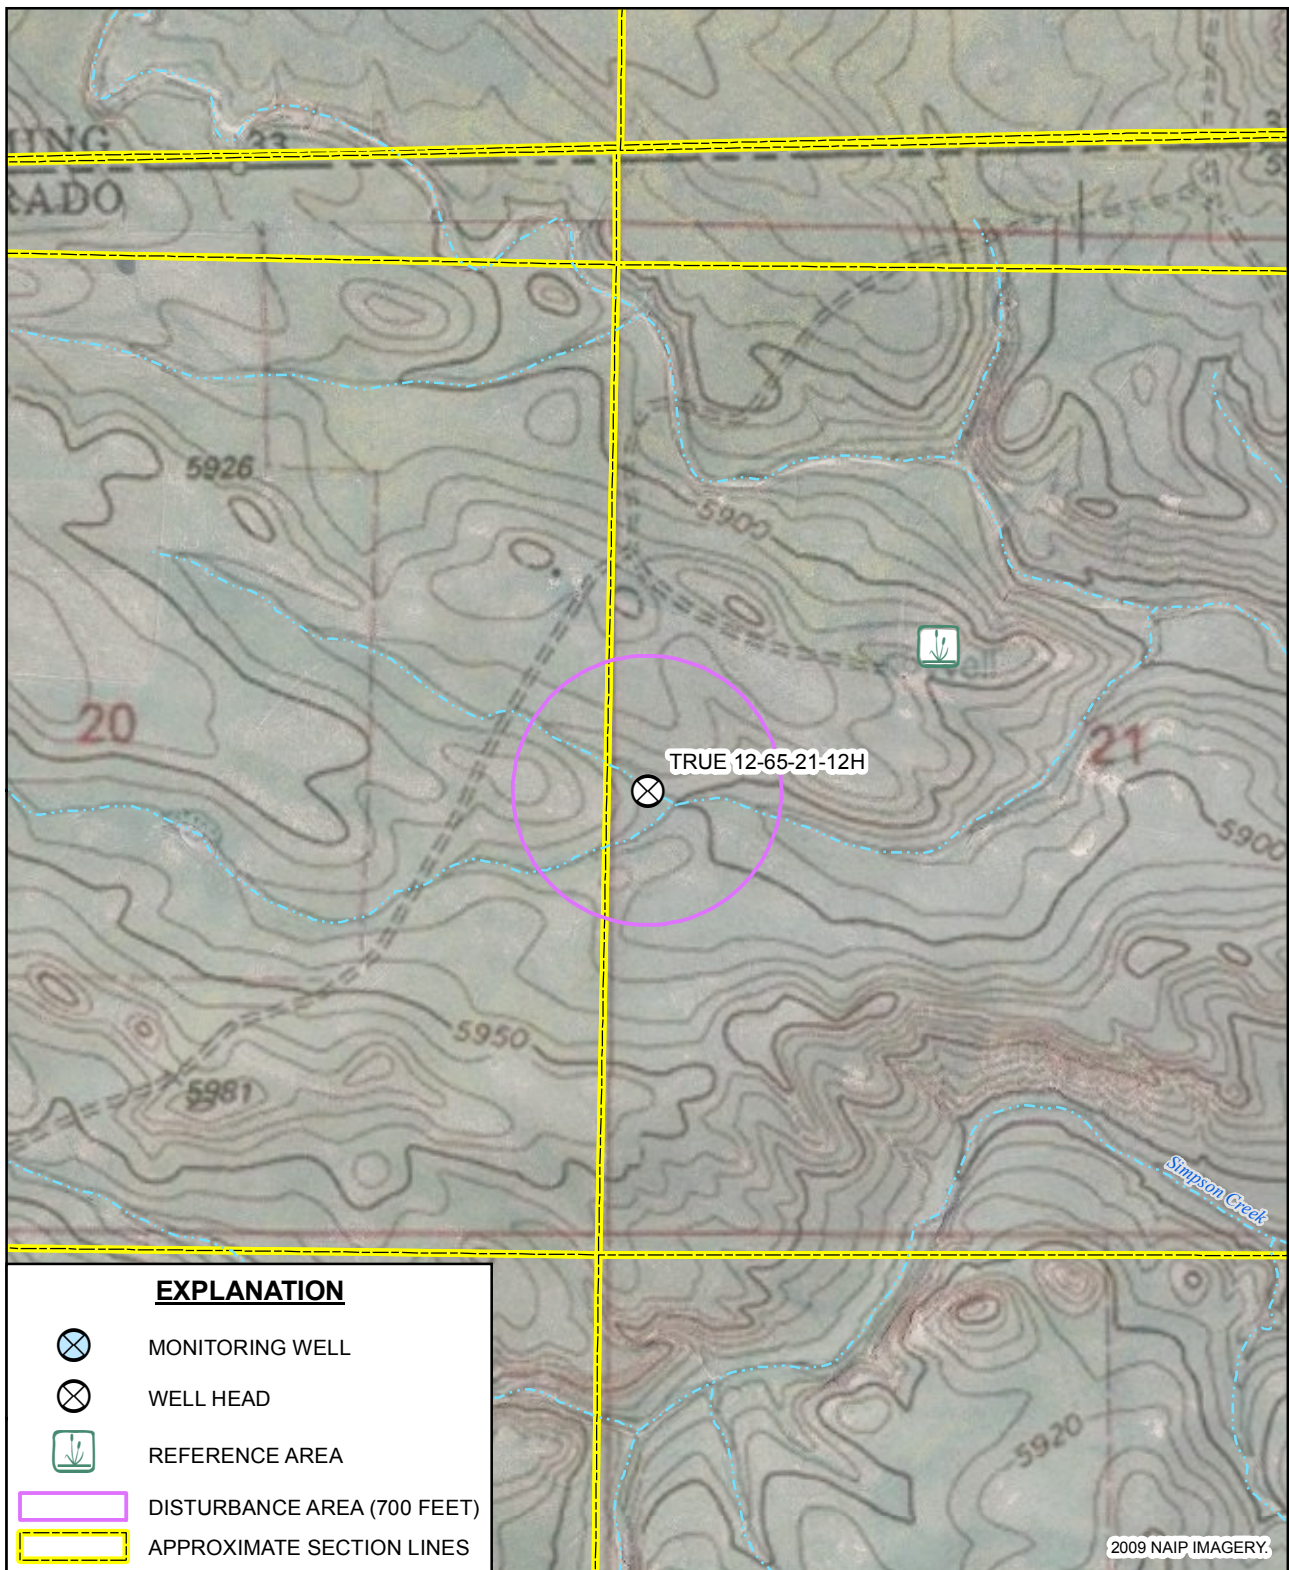 33
5926
5900
20
TRUE 12-65-21-12H
21
5900
5950
5981
Simpson Creek
5920
EXPLANATION
MONITORING WELL
WELL HEAD
REFERENCE AREA
DISTURBANCE AREA (700 FEET)
APPROXIMATE SECTION LINES
2009 NAIP IMAGERY.